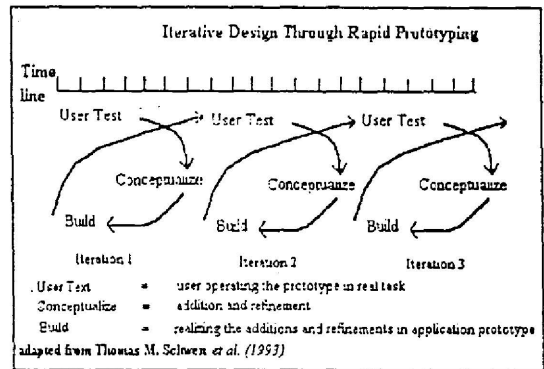 Iterative Design Through Rapid Prototyping
Time
line
User Test
User Test
User Test
Conceptualize
Conceptualize
Conceptualize
Build
Build
Build
Iteration 1
Iteration 2
Iteration 3
User Text = user operating the prototype in real task
Conceptualize = addition and refinement
Build = realizing the additions and refinements in application prototype
adapted from Thomas M. Schwen et al. (1993)